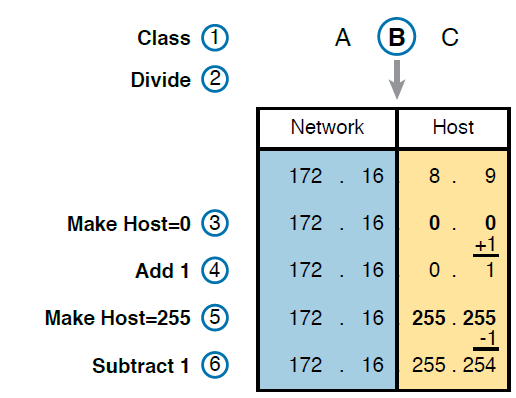 Class 1 A B C
Divide 2
Network Host
172 . 16 8 . 9
Make Host=0 3 172 . 16 0 . 0
+1
Add 1 4 172 . 16 0 . 1
Make Host=255 5 172 . 16 255 . 255
-1
Subtract 1 6 172 . 16 255 . 254